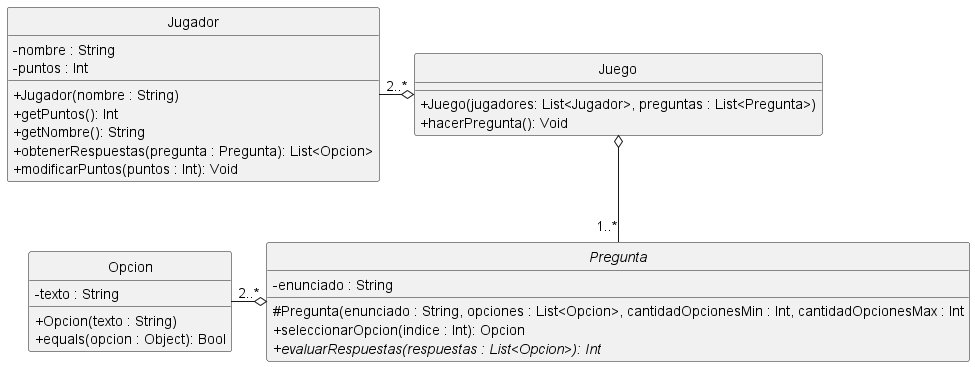 Jugador
-nombre : String
-puntos : Int
+Jugador(nombre : String)
+getPuntos(): Int
+getNombre(): String
+obtenerRespuestas(pregunta : Pregunta): List<Opcion>
+modificarPuntos(puntos : Int): Void
2..*
Juego
+Juego(jugadores: List<Jugador>, preguntas : List<Pregunta>)
+hacerPregunta(): Void
1..*
Opcion
-texto : String
+Opcion(texto : String)
+equals(opcion : Object): Bool
2..*
Pregunta
-enunciado : String
#Pregunta(enunciado : String, opciones : List<Opcion>, cantidadOpcionesMin : Int, cantidadOpcionesMax : Int
+seleccionarOpcion(indice : Int): Opcion
+evaluarRespuestas(respuestas : List<Opcion>): Int